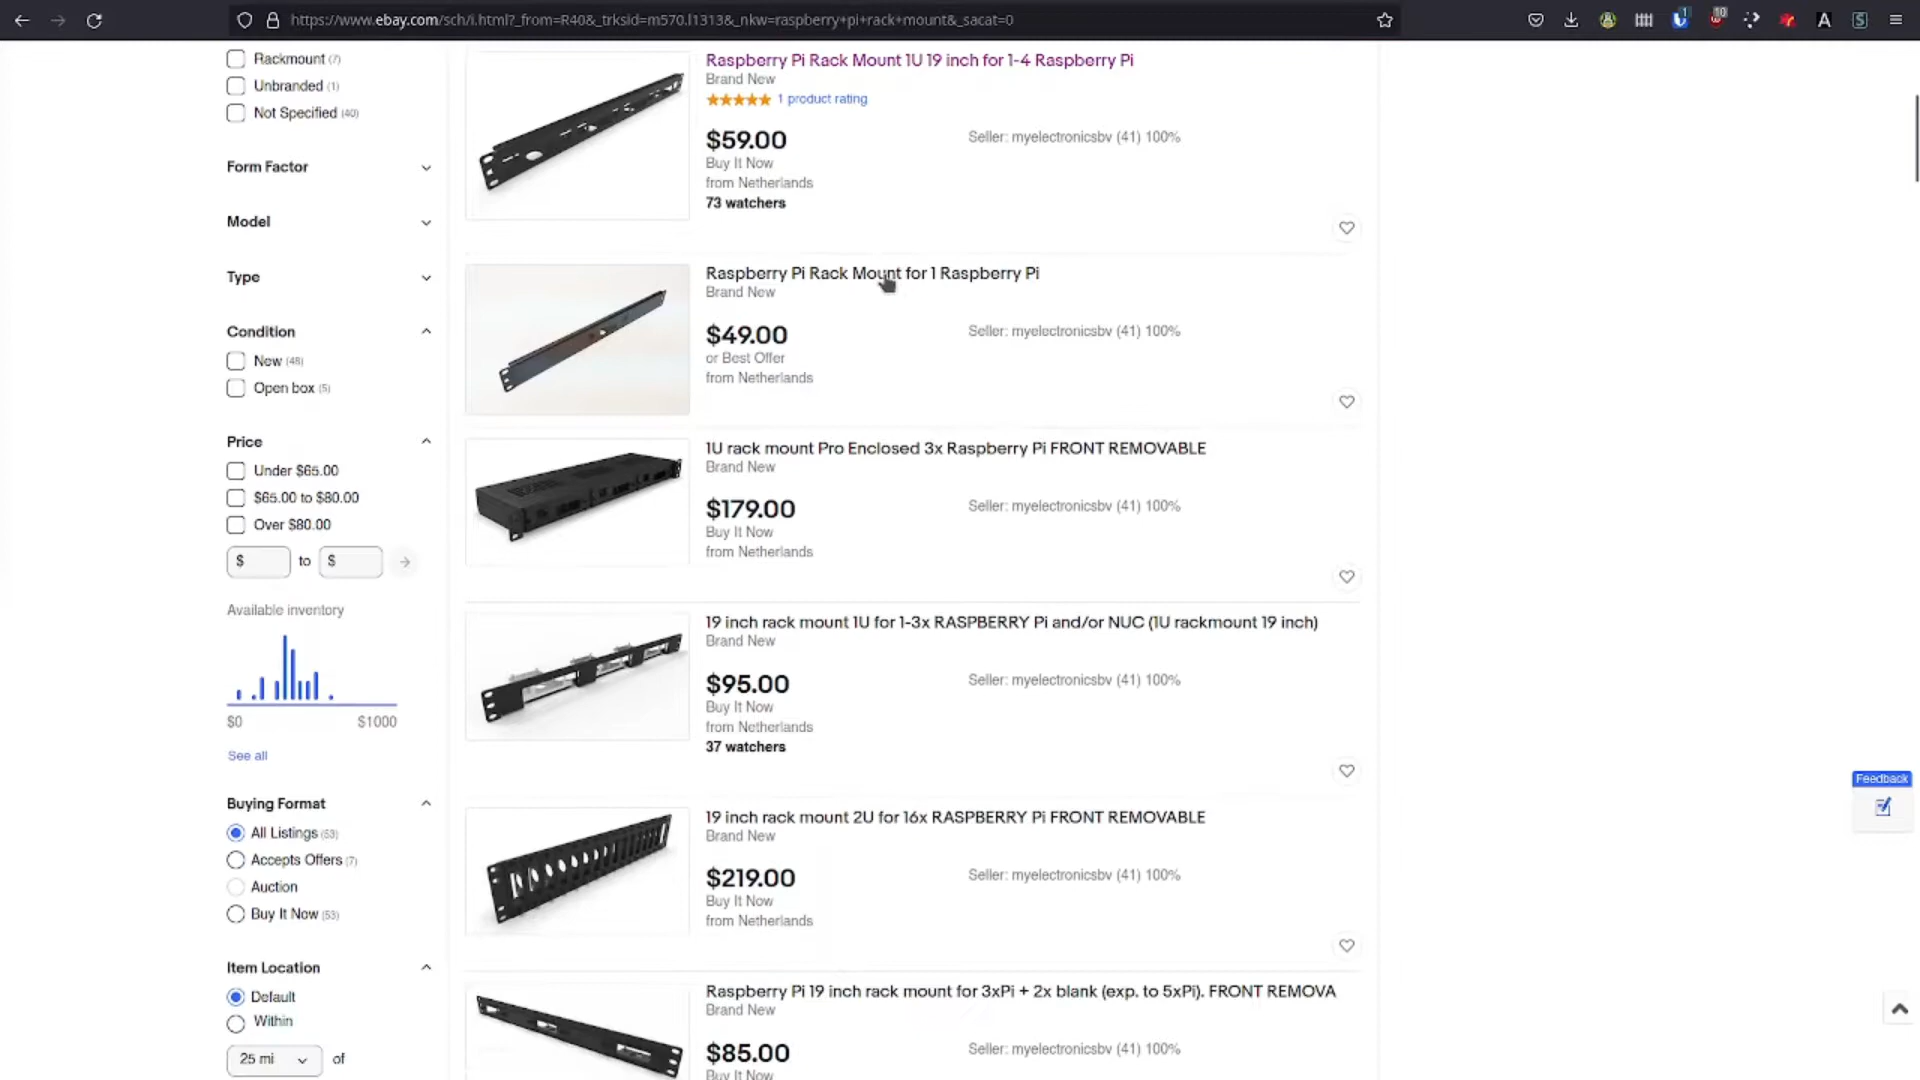 https://www.ebay.com/sch/i.html?_from=R40&_trksid=m570.l1313&_nkw=raspberry+pi+rack+mount&_sacat=0
1
10
A
S
Rackmount (7)
Unbranded (1)
Not Specified (40)
Form Factor
Model
Type
Condition
New (48)
Open box (5)
Price
Under $65.00
$65.00 to $80.00
Over $80.00
$ to $
Available inventory
$0 $1000
See all
Buying Format
All Listings (53)
Accepts Offers (7)
Auction
Buy It Now (53)
Item Location
Default
Within
25 mi of
Raspberry Pi Rack Mount 1U 19 inch for 1-4 Raspberry Pi
Brand New
1 product rating
$59.00
Seller: myelectronicsbv (41) 100%
Buy It Now
from Netherlands
73 watchers
Raspberry Pi Rack Mount for 1 Raspberry Pi
Brand New
$49.00
Seller: myelectronicsbv (41) 100%
or Best Offer
from Netherlands
1U rack mount Pro Enclosed 3x Raspberry Pi FRONT REMOVABLE
Brand New
$179.00
Seller: myelectronicsbv (41) 100%
Buy It Now
from Netherlands
19 inch rack mount 1U for 1-3x RASPBERRY Pi and/or NUC (1U rackmount 19 inch)
Brand New
$95.00
Seller: myelectronicsbv (41) 100%
Buy It Now
from Netherlands
37 watchers
19 inch rack mount 2U for 16x RASPBERRY Pi FRONT REMOVABLE
Brand New
$219.00
Seller: myelectronicsbv (41) 100%
Buy It Now
from Netherlands
Raspberry Pi 19 inch rack mount for 3xPi + 2x blank (exp. to 5xPi). FRONT REMOVA
Brand New
$85.00
Seller: myelectronicsbv (41) 100%
Buy It Now
Feedback